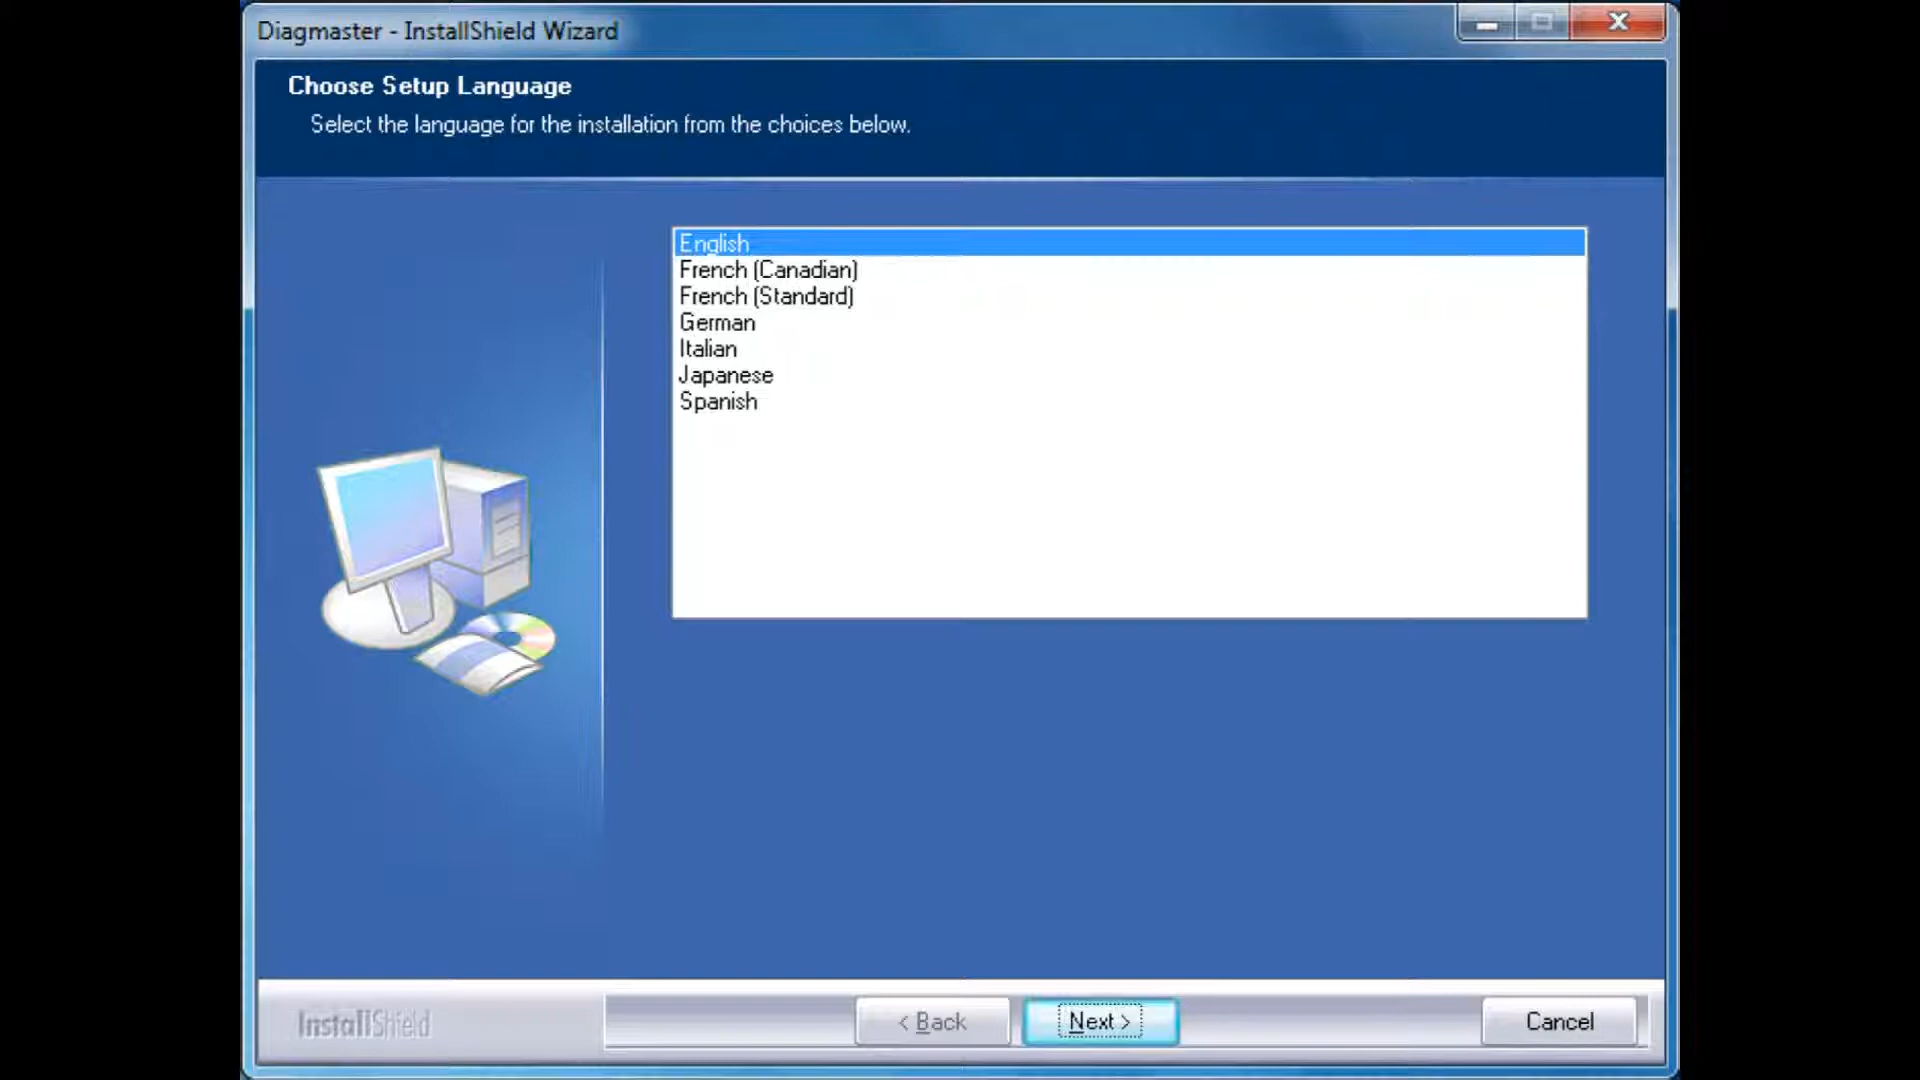 Diagmaster - InstallShield Wizard
Choose Setup Language
Select the language for the installation from the choices below.
English
French (Canadian)
French (Standard)
German
Italian
Japanese
Spanish
InstallShield
< Back
Next >
Cancel